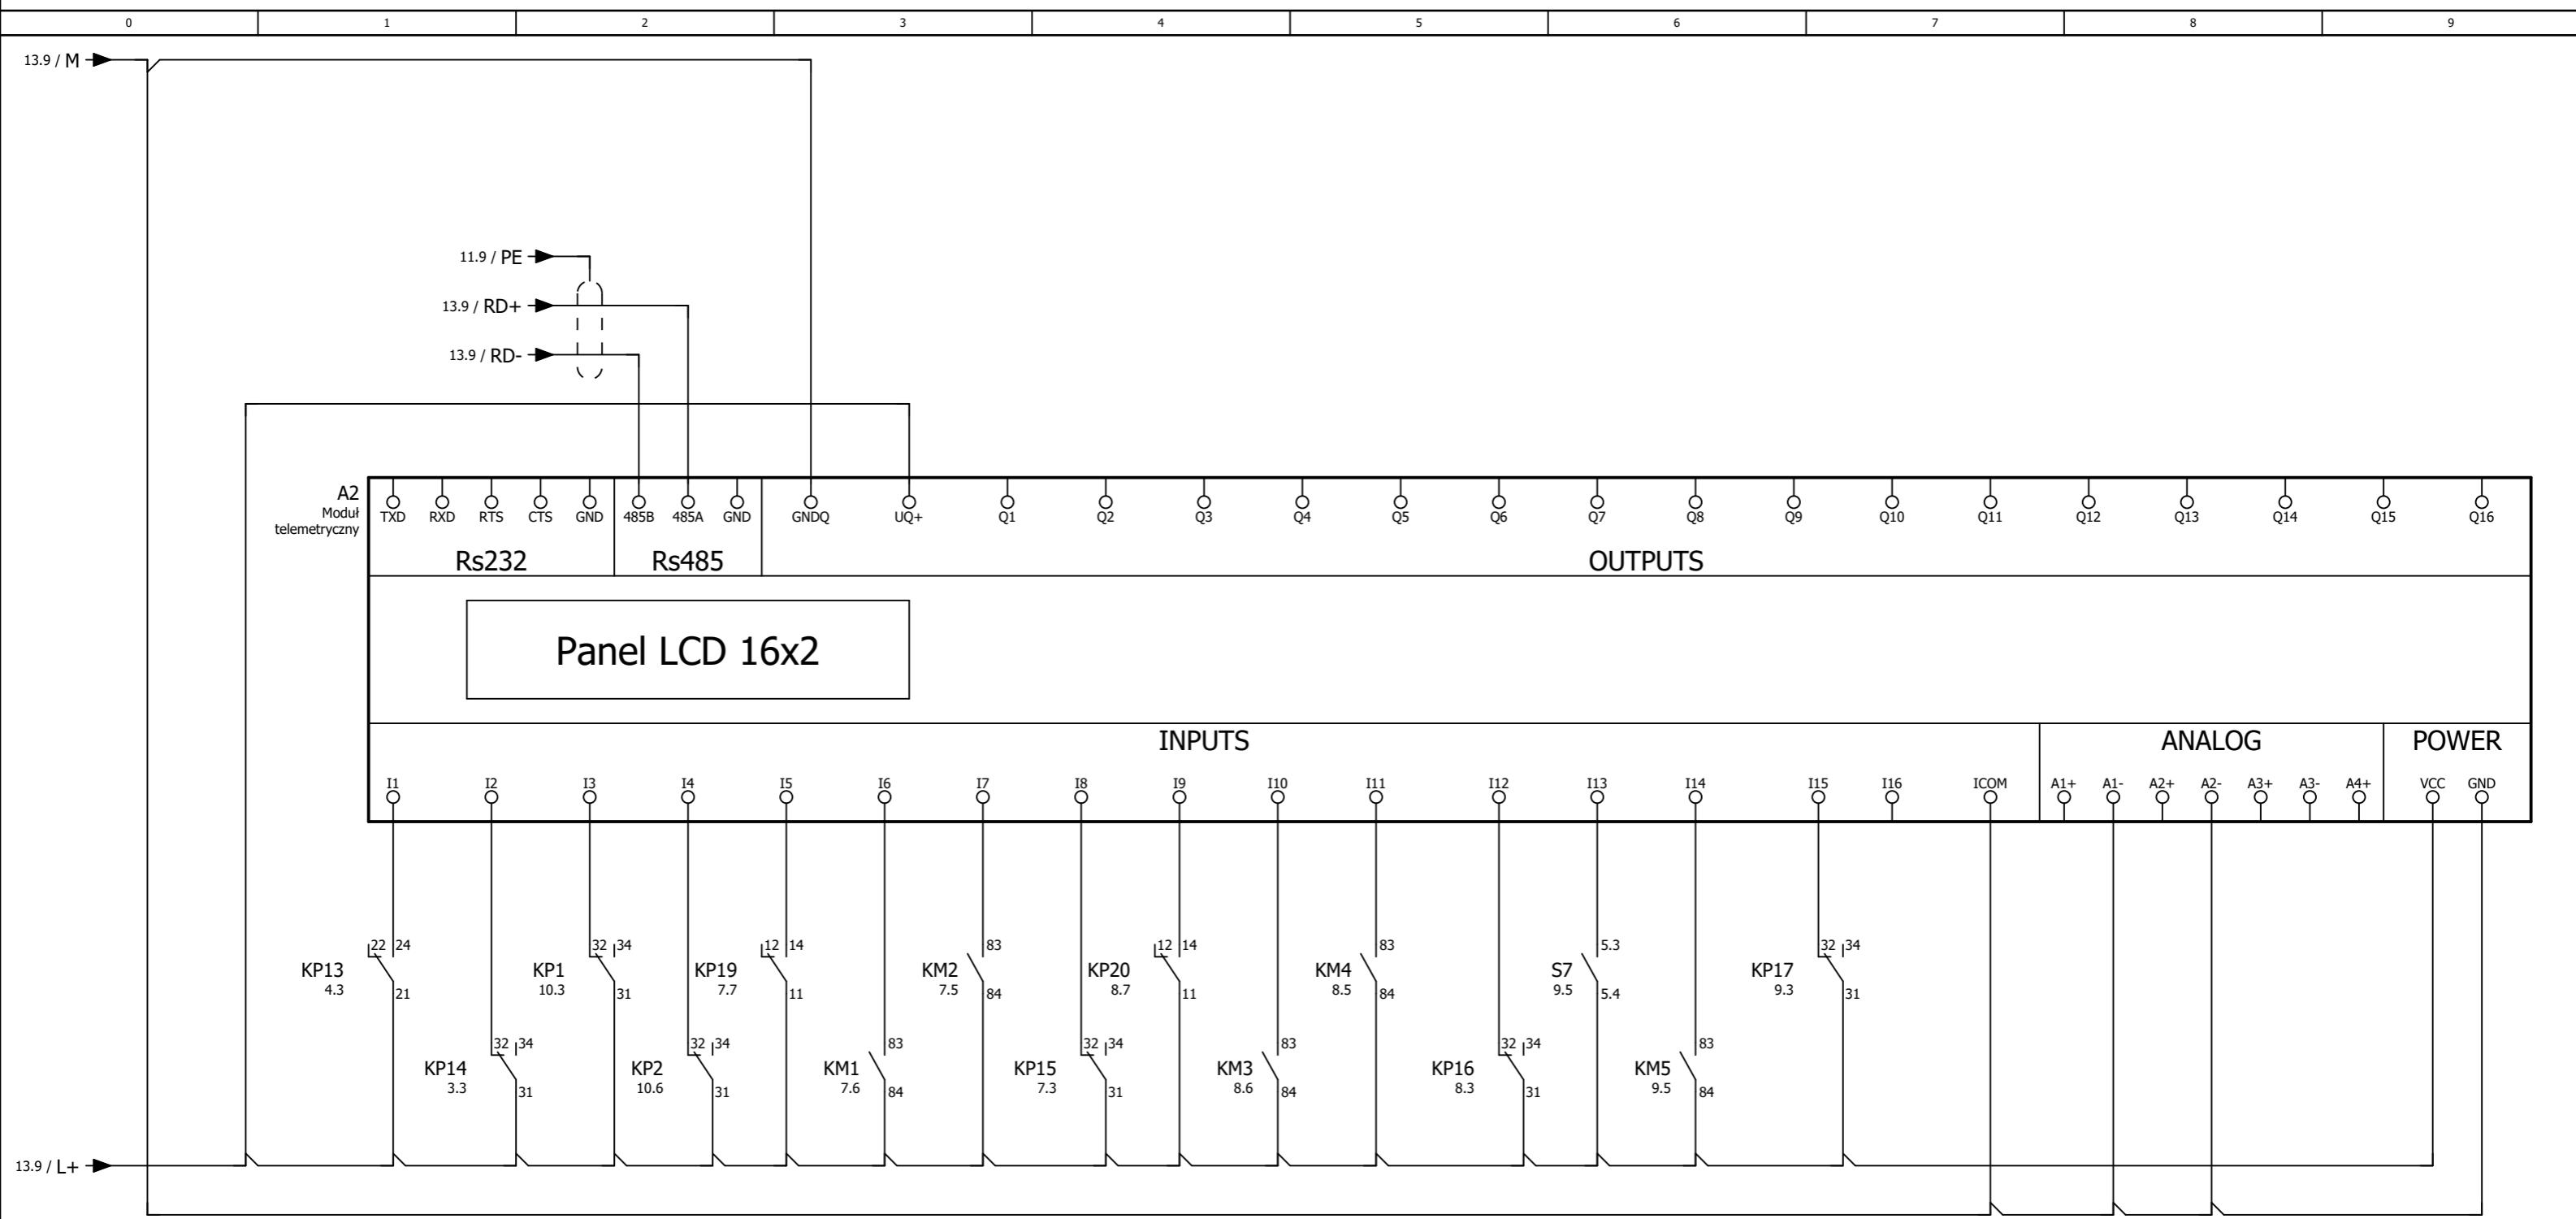 0 1 2 3 4 5 6 7 8 9
13.9 / M
11.9 / PE
13.9 / RD+
13.9 / RD-
A2
Moduł
telemetryczny
TXD RXD RTS CTS GND 485B 485A GND GNDQ UQ+ Q1 Q2 Q3 Q4 Q5 Q6 Q7 Q8 Q9 Q10 Q11 Q12 Q13 Q14 Q15 Q16
Rs232 Rs485 OUTPUTS
Panel LCD 16x2
INPUTS ANALOG POWER
I1 I2 I3 I4 I5 I6 I7 I8 I9 I10 I11 I12 I13 I14 I15 I16 ICOM A1+ A1- A2+ A2- A3+ A3- A4+ VCC GND
22 24 32 34 12 14 83 12 14 83 5.3 32 34
KP13 KP1 KP19 KM2 KP20 KM4 S7 KP17
4.3 10.3 7.7 7.5 8.7 8.5 9.5 9.3
21 31 11 84 11 84 5.4 31
32 34 32 34 83 32 34 83 32 34 83
KP14 KP2 KM1 KP15 KM3 KP16 KM5
3.3 10.6 7.6 7.3 8.6 8.3 9.5
31 31 84 31 84 31 84
13.9 / L+